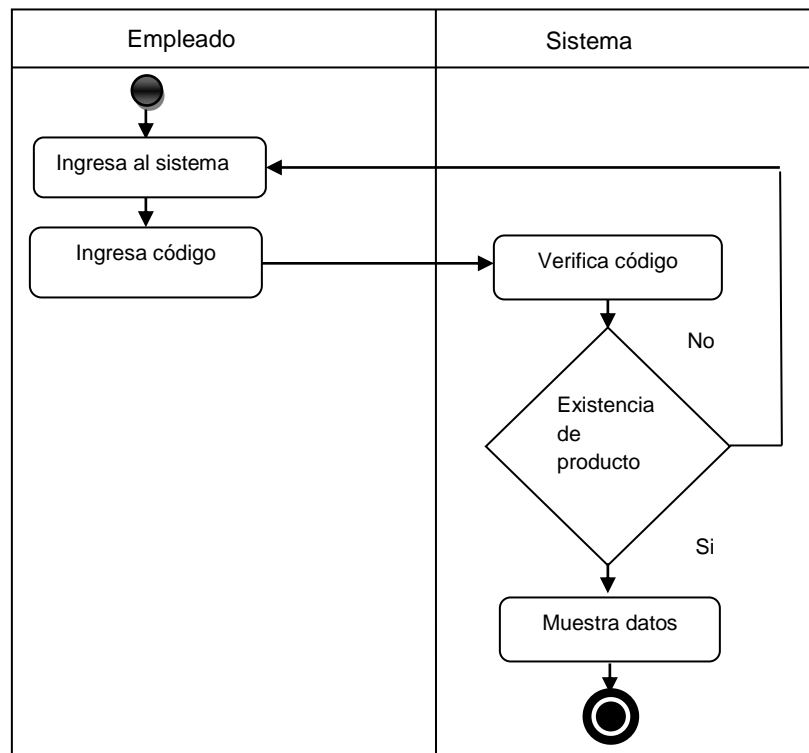 Empleado
Sistema
Ingresa al sistema
Ingresa código
Verifica código
No
Existencia
de
producto
Si
Muestra datos